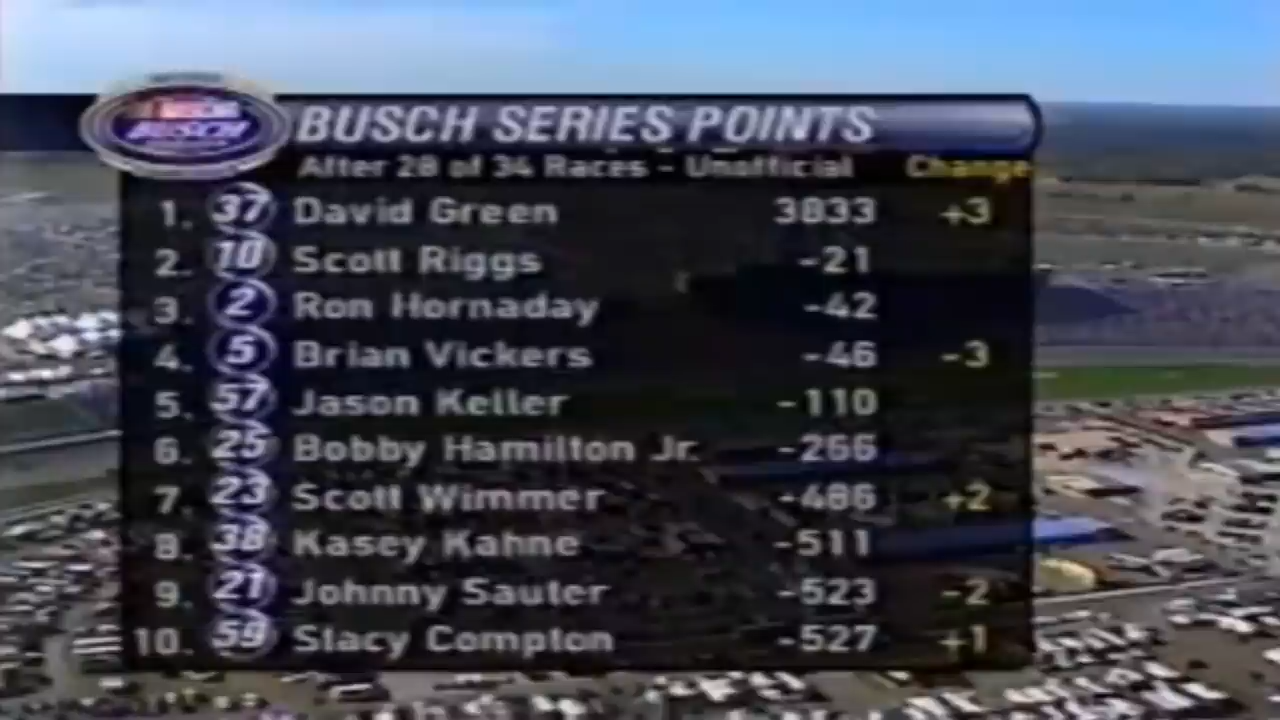 BUSCH
BUSCH SERIES POINTS
After 28 of 34 Races - Unofficial Change
1. 37 David Green 3833 +3
2. 10 Scott Riggs -21
3. 2 Ron Hornaday -42
4. 5 Brian Vickers -46 -3
5. 57 Jason Keller -110
6. 25 Bobby Hamilton Jr. -266
7. 23 Scott Wimmer -486 +2
8. 38 Kasey Kahne -511
9. 21 Johnny Sauter -523 -2
10. 59 Stacy Compton -527 +1